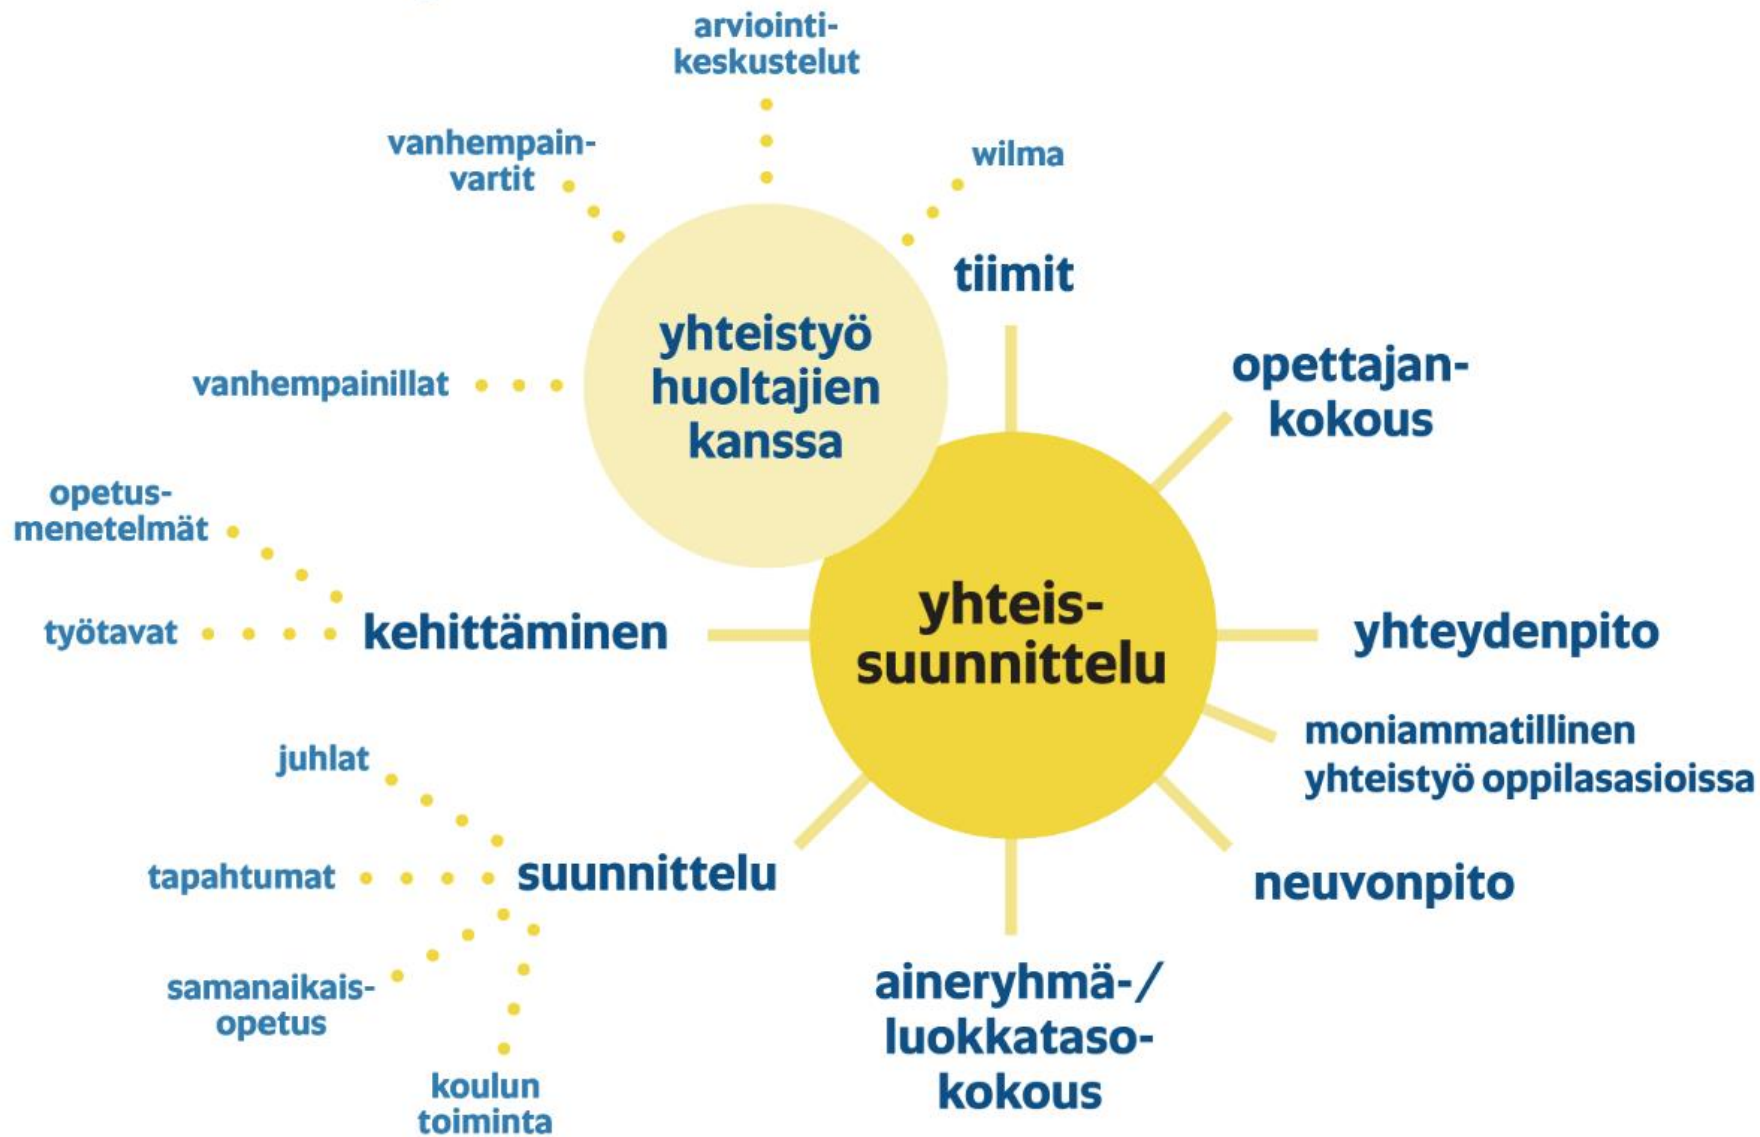 arviointi-
keskustelut
vanhempain-
vartit
wilma
tiimit
yhteistyö
huoltajien
kanssa
opettajan-
kokous
vanhempainillat
opetus-
menetelmät
työtavat
kehittäminen
yhteis-
suunnittelu
yhteydenpito
moniammatillinen
yhteistyö oppilasasioissa
juhlat
tapahtumat
suunnittelu
neuvonpito
samanaikais-
opetus
aineryhmä-/
luokkataso-
kokous
koulun
toiminta